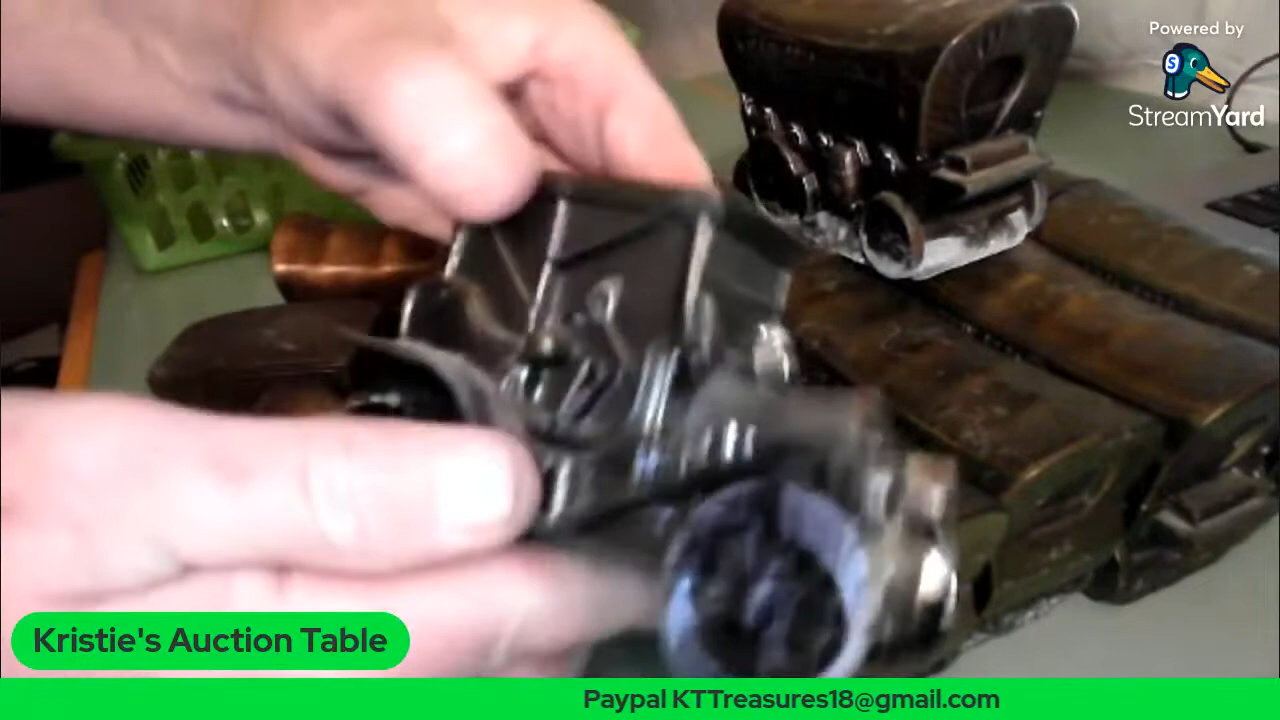 Powered by
S
StreamYard
Kristie's Auction Table
Paypal KTTreasures18@gmail.com